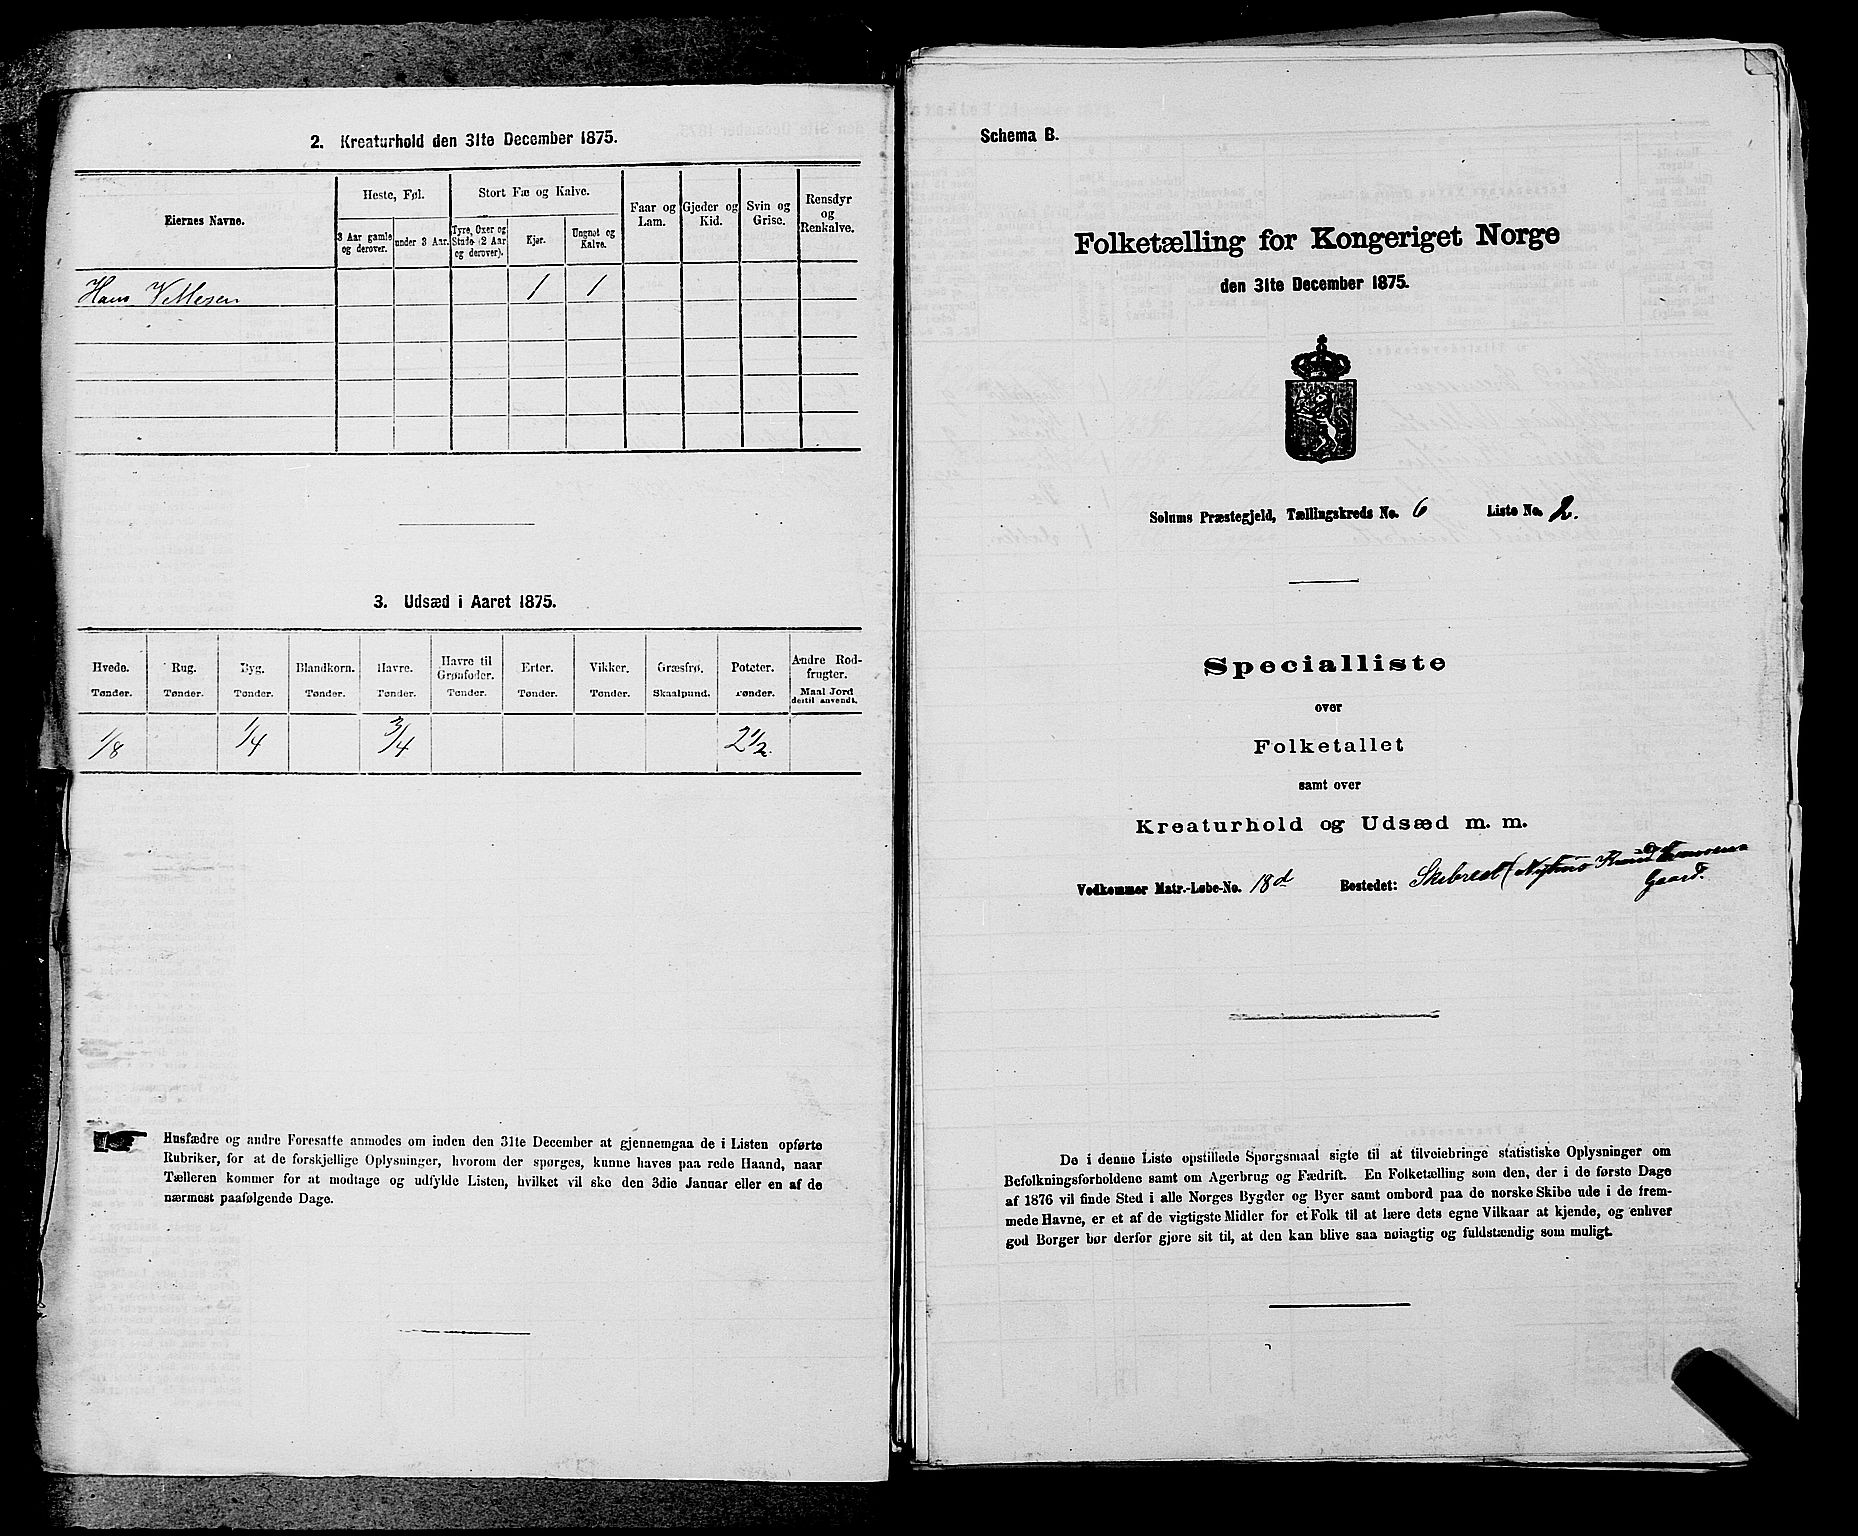 2. Kreaturhold den 31te December 1875.
Eiernes Navne.
Heste, Føl.
3 Aar gamle og derover.
under 3 Aar.
Stort Fæ og Kalve.
Tyre, Oxer og Stude (2 Aar og derover).
Kjør.
Ungnøt og Kalve.
Faar og Lam.
Gjeder og Kid.
Svin og Grise.
Rensdyr og Renkalve.
Hans Vettesen 1 1
3. Udsæd i Aaret 1875.
Hvede. Rug. Byg. Blandkorn. Havre. Havre til Grønfoder. Erter. Vikker. Græsfrø. Poteter. Andre Rodfrugter.
Tønder. Tønder. Tønder. Tønder. Tønder. Tønder. Tønder. Tønder. Skaalpund. Tønder. Maal Jord dertil anvendt.
1/8 1/4 3/4 2 1/2.
Husfædre og andre Foresatte anmodes om inden den 31te December at gjennemgaa de i Listen opførte
Rubriker, for at de forskjellige Oplysninger, hvorom der spørges, kunne haves paa rede Haand, naar
Tælleren kommer for at modtage og udfylde Listen, hvilket vil ske den 3die Januar eller en af de
nærmest paafølgende Dage.
Schema B.
Folketælling for Kongeriget Norge
den 31te December 1875.
Solums Præstegjeld, Tællingskreds No. 6 Liste No. 2.
Specialliste
over
Folketallet
samt over
Kreaturhold og Udsæd m. m.
Vedkommer Matr.-Løbe-No. 18d Bostedet:
Gaard.
De i denne Liste opstillede Spørgsmaal sigte til at tilveiebringe statistiske Oplysninger om
Befolkningsforholdene samt om Agerbrug og Fædrift. En Folketælling som den, der i de første Dage
af 1876 vil finde Sted i alle Norges Bygder og Byer samt ombord paa de norske Skibe ude i de frem-
mede Havne, er et af de vigtigste Midler for et Folk til at lære dets egne Vilkaar at kjende, og enhver
god Borger bør derfor gjøre sit til, at den kan blive saa nøiagtig og fuldstændig som muligt.